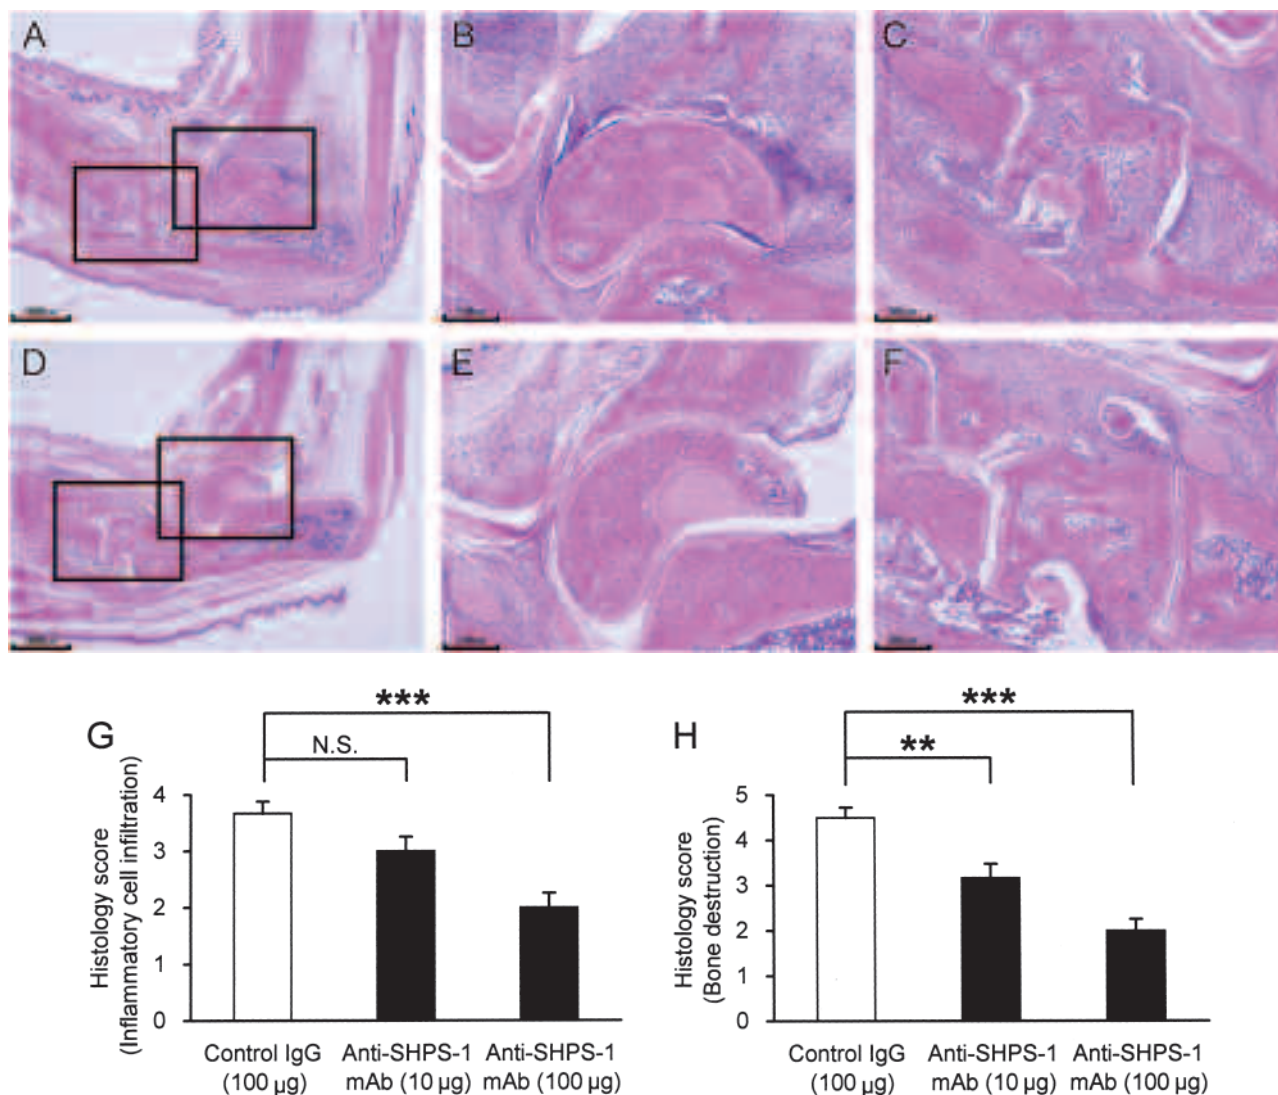 A
B
C
D
E
F
G
***
N.S.
Histology score
(Inflammatory cell infiltration)
4
3
2
1
0
Control IgG
(100 µg)
Anti-SHPS-1
mAb (10 µg)
Anti-SHPS-1
mAb (100 µg)
H
***
**
Histology score
(Bone destruction)
5
4
3
2
1
0
Control IgG
(100 µg)
Anti-SHPS-1
mAb (10 µg)
Anti-SHPS-1
mAb (100 µg)